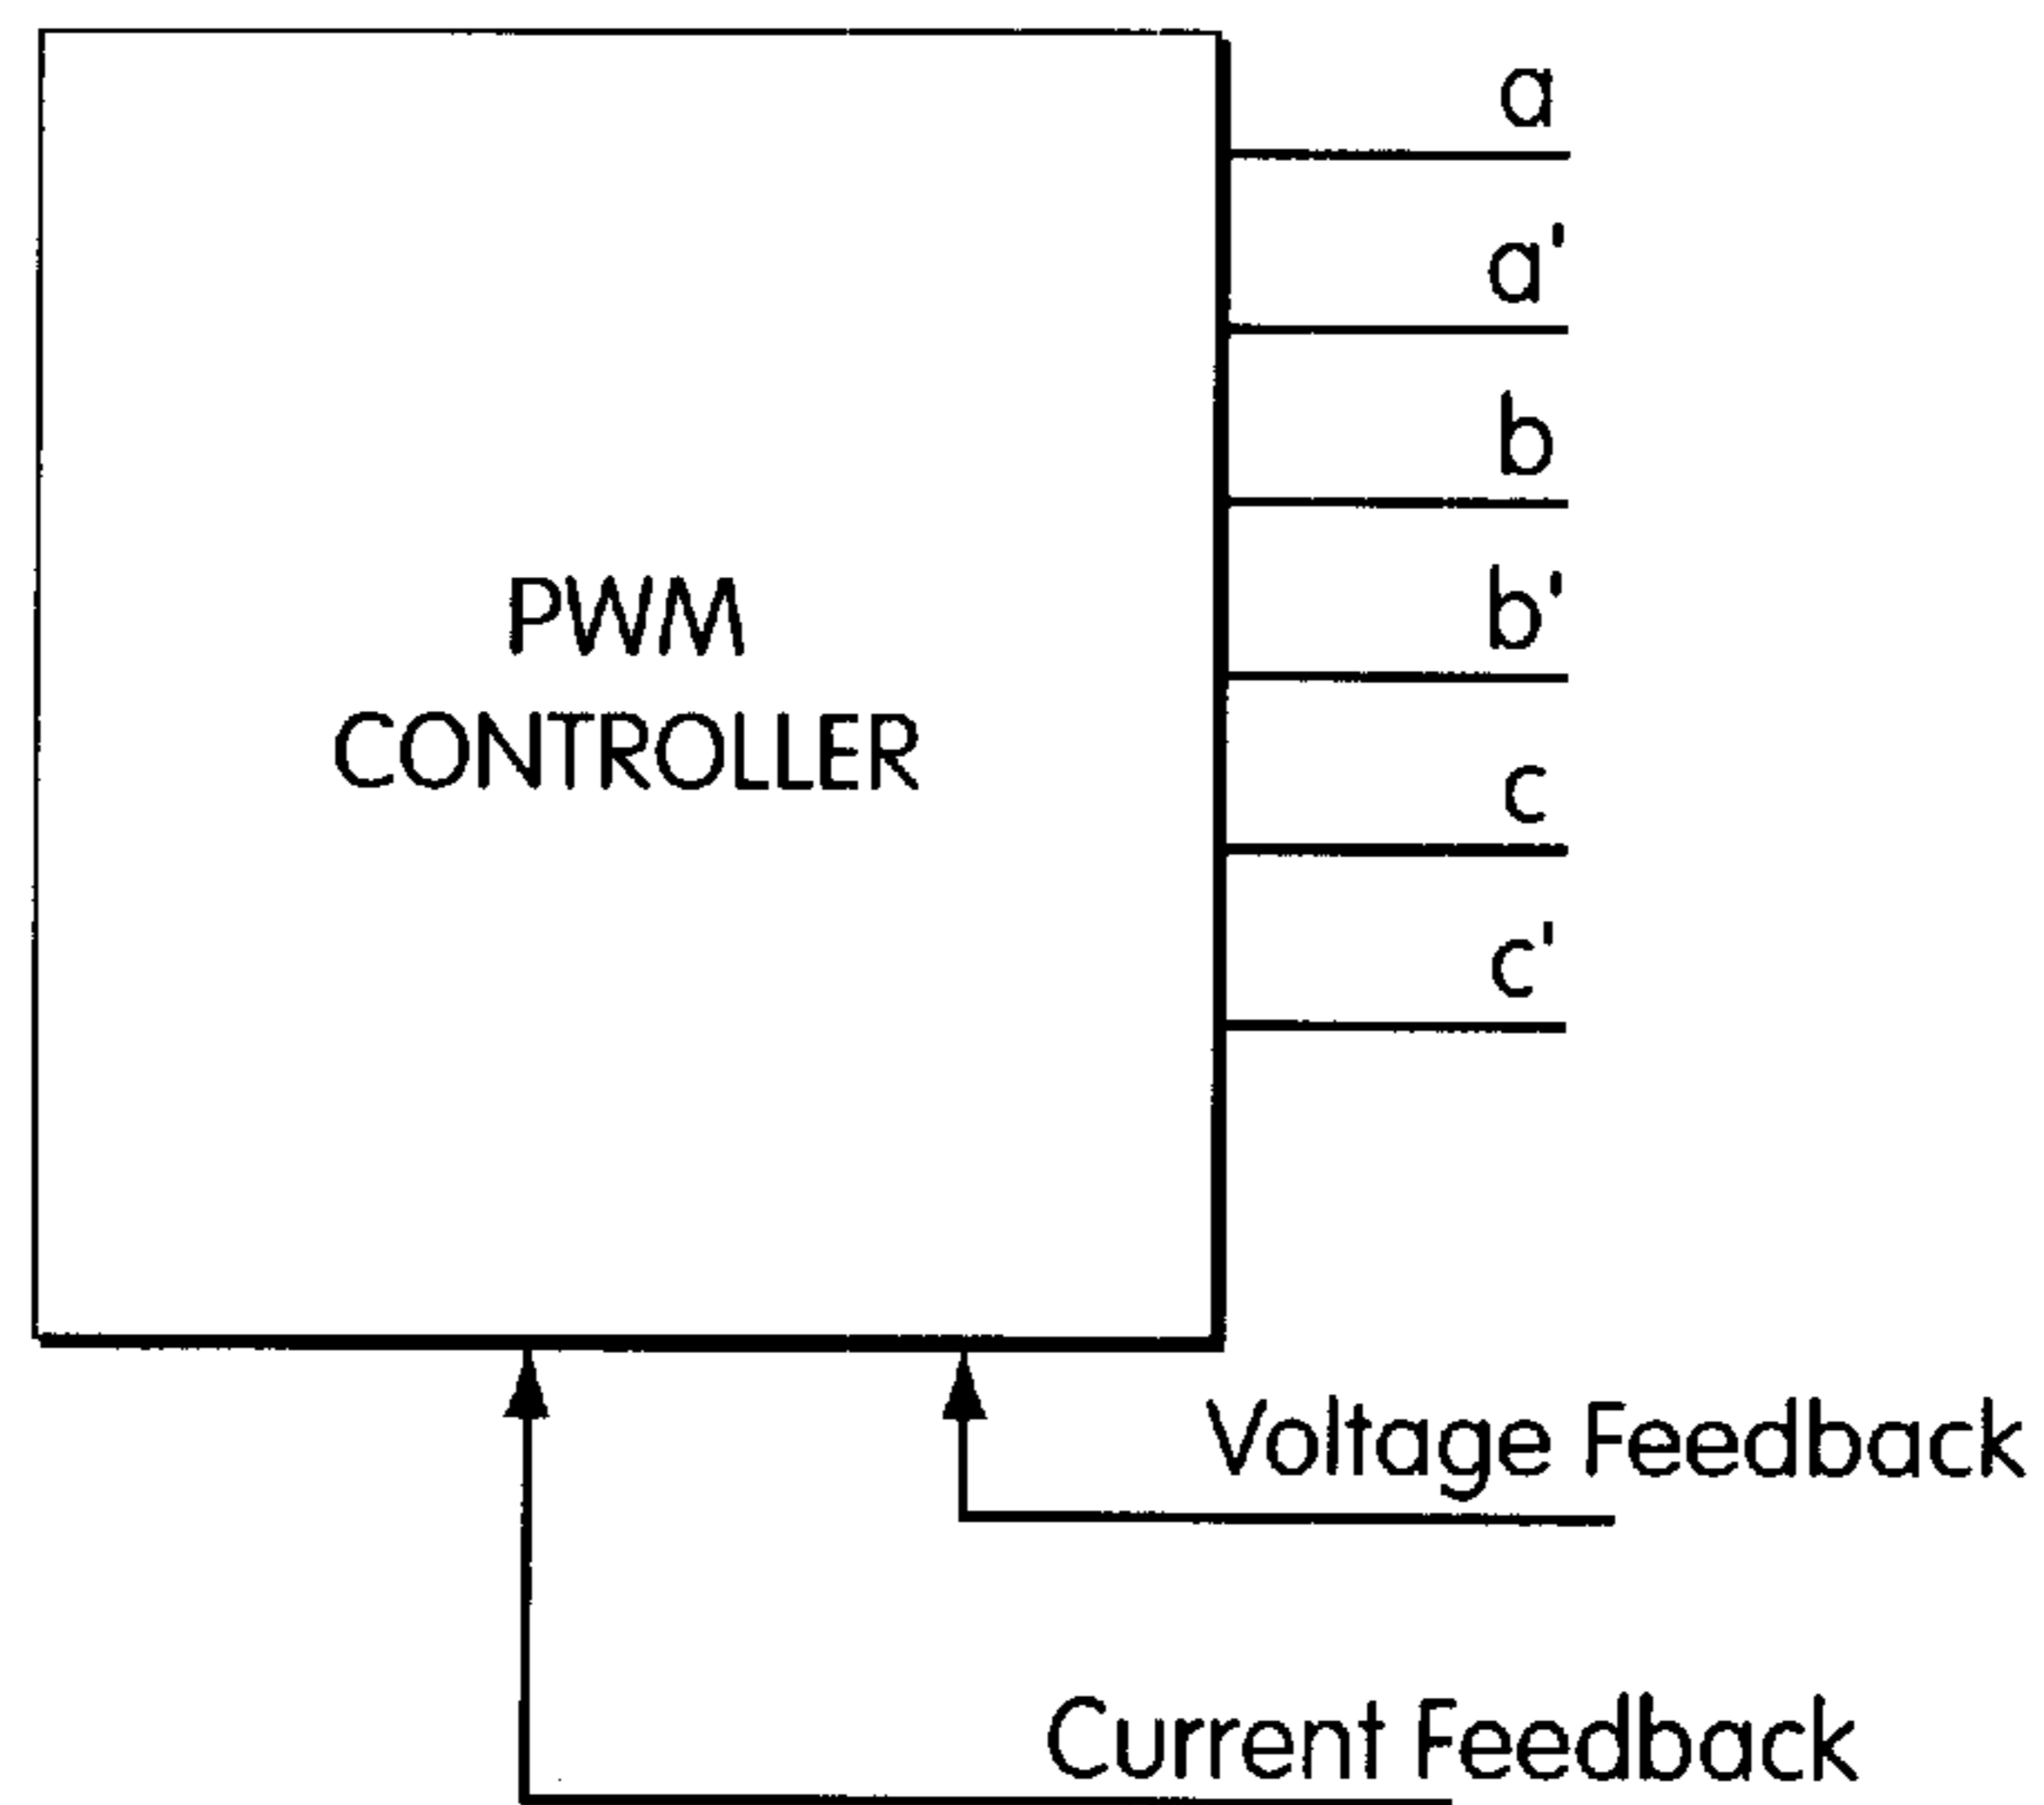 a
a'
b
b'
PWM
CONTROLLER
c
c'
Voltage Feedback
Current Feedback